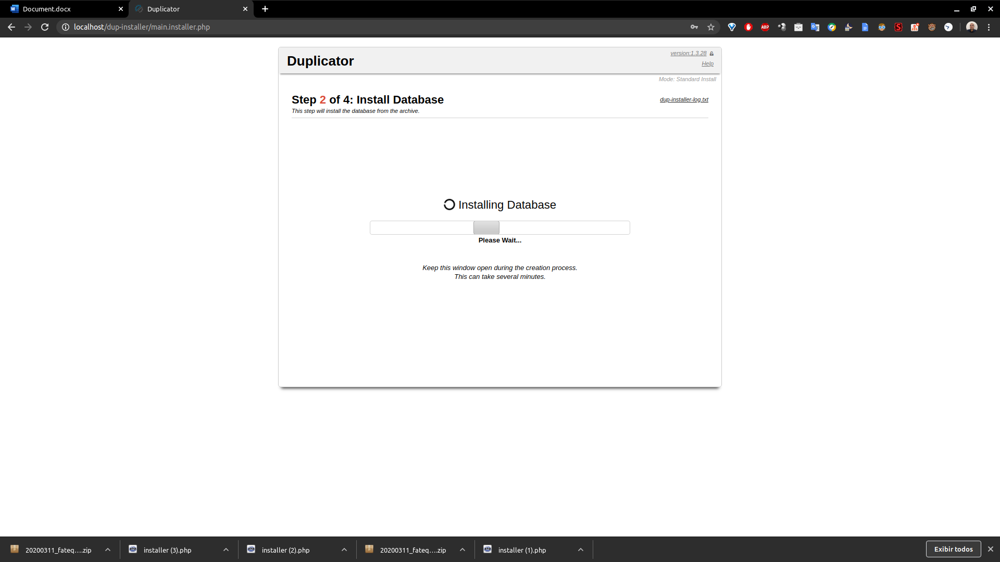 Document.docx
Duplicator
localhost/dup-installer/main.installer.php
ABP
Duplicator
version:1.3.28
Help
Mode: Standard Install
Step 2 of 4: Install Database
dup-installer-log.txt
This step will install the database from the archive.
Installing Database
Please Wait...
Keep this window open during the creation process.
This can take several minutes.
20200311_fateq....zip
installer (3).php
installer (2).php
20200311_fateq....zip
installer (1).php
Exibir todos